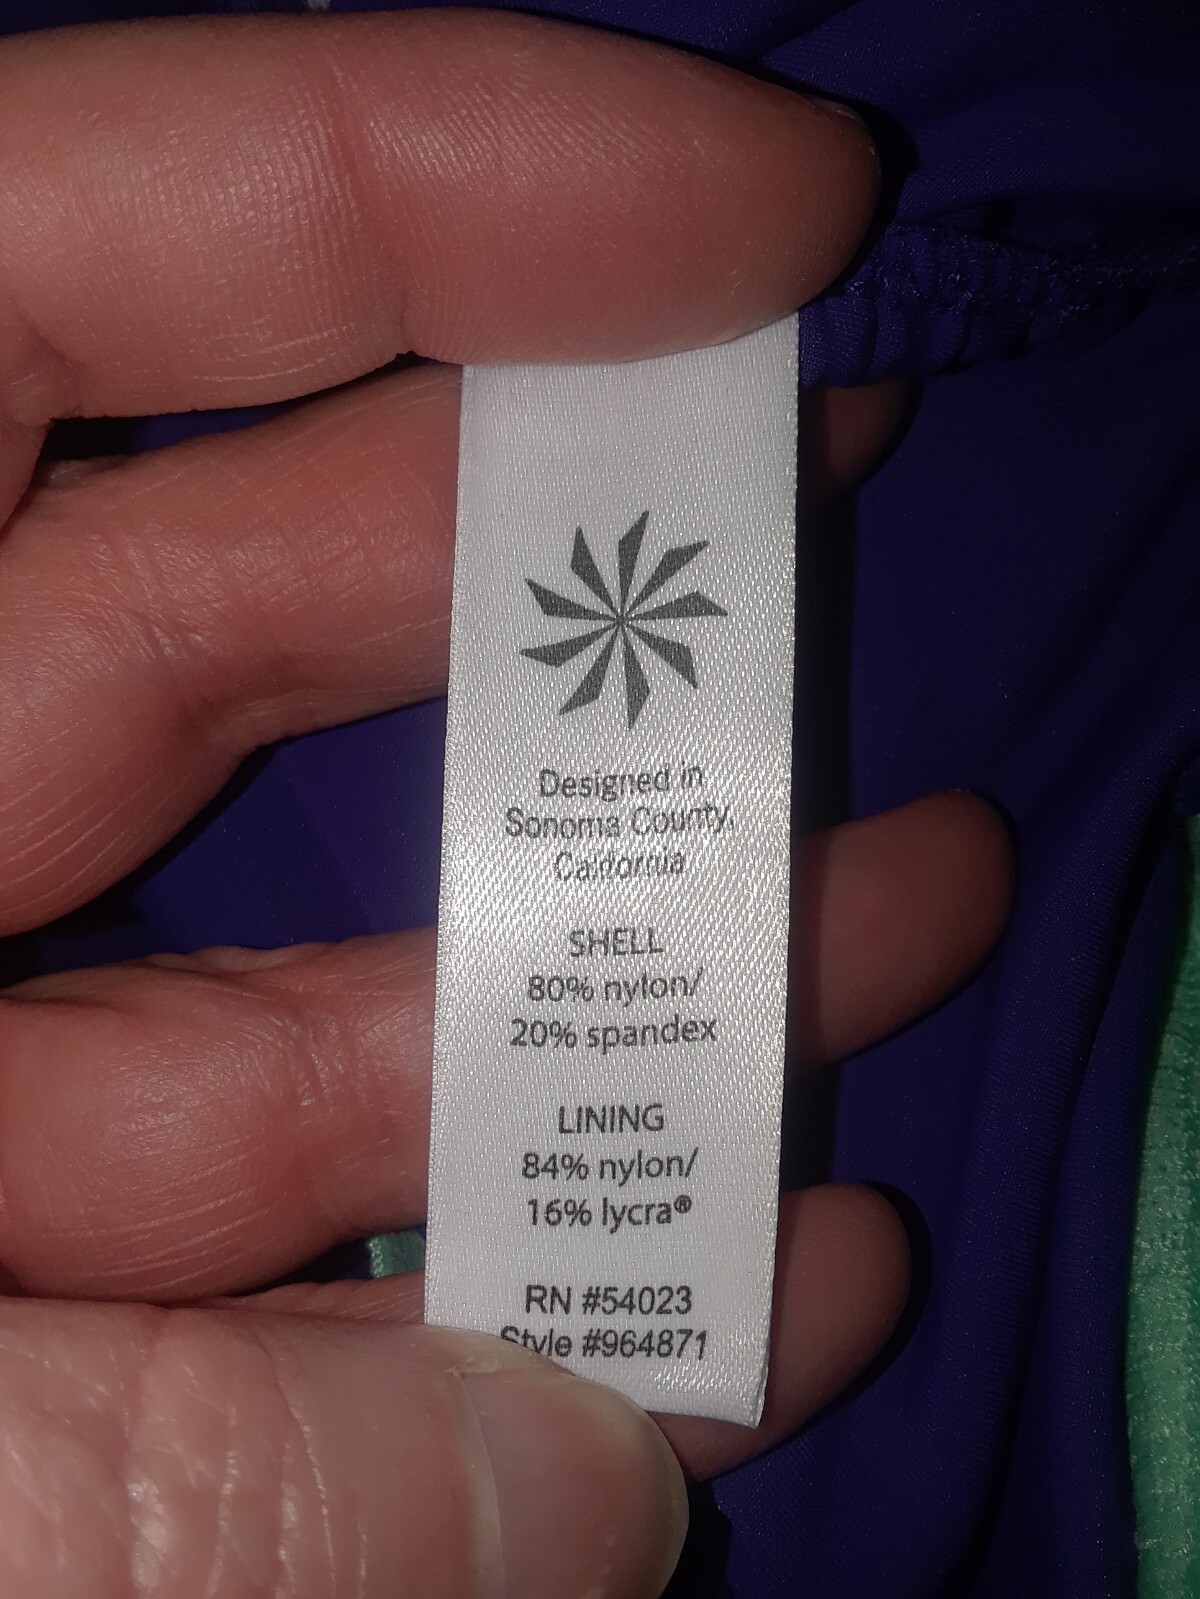 Designed in
Sonoma County,
California
SHELL
80% nylon/
20% spandex
LINING
84% nylon/
16% lycra®
RN #54023
Style #964871